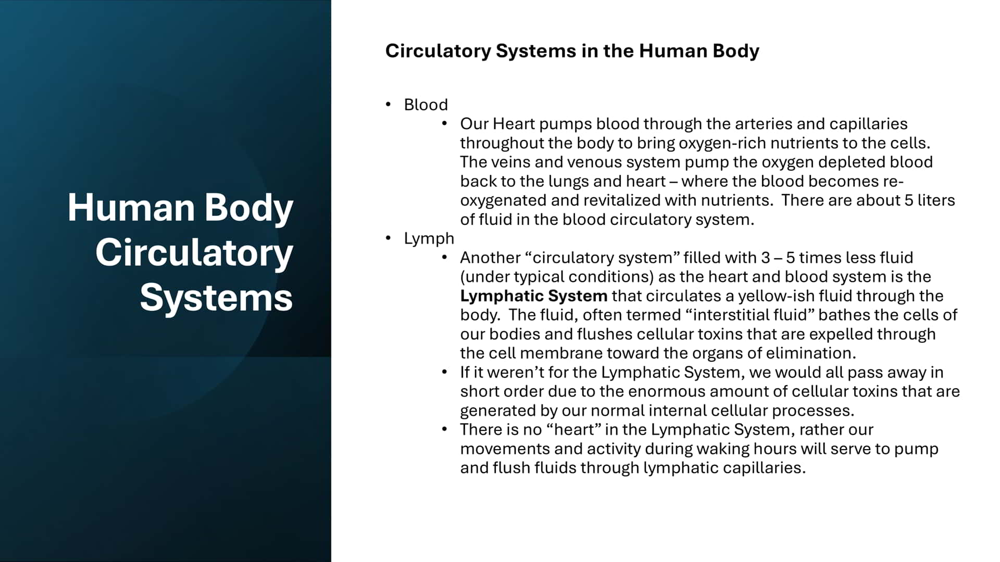 Human Body
Circulatory
Systems
Circulatory Systems in the Human Body
• Blood
• Our Heart pumps blood through the arteries and capillaries
throughout the body to bring oxygen-rich nutrients to the cells.
The veins and venous system pump the oxygen depleted blood
back to the lungs and heart – where the blood becomes re-
oxygenated and revitalized with nutrients.  There are about 5 liters
of fluid in the blood circulatory system.
• Lymph
• Another “circulatory system” filled with 3 – 5 times less fluid
(under typical conditions) as the heart and blood system is the
Lymphatic System that circulates a yellow-ish fluid through the
body.  The fluid, often termed “interstitial fluid” bathes the cells of
our bodies and flushes cellular toxins that are expelled through
the cell membrane toward the organs of elimination.
• If it weren’t for the Lymphatic System, we would all pass away in
short order due to the enormous amount of cellular toxins that are
generated by our normal internal cellular processes.
• There is no “heart” in the Lymphatic System, rather our
movements and activity during waking hours will serve to pump
and flush fluids through lymphatic capillaries.